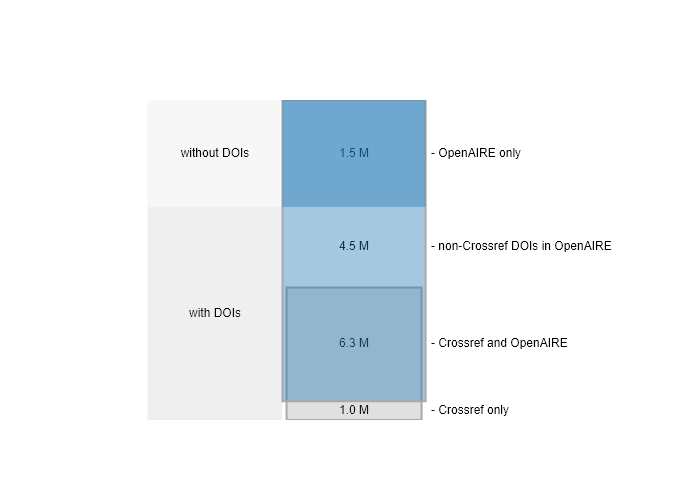 without DOIs
1.5 M
- OpenAIRE only
4.5 M
- non-Crossref DOIs in OpenAIRE
with DOIs
6.3 M
- Crossref and OpenAIRE
1.0 M
- Crossref only